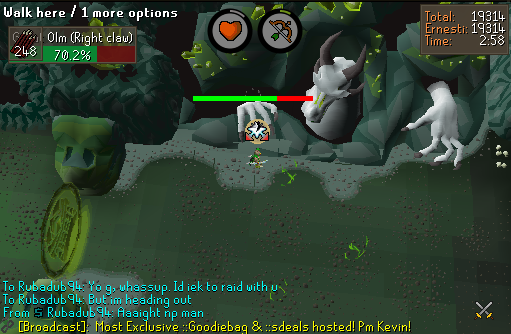 Walk here / 1 more options
Olm (Right claw)
248
70.2%
Total: 19314
Ernesti: 19314
Time: 2:58
To Rubadub94: Yo g, whassup. Id iek to raid with u
To Rubadub94: But im heading out
From S Rubadub94: Aaaight np man
[Broadcast]: Most Exclusive ::Goodiebag & ::sdeals hosted! Pm Kevin!